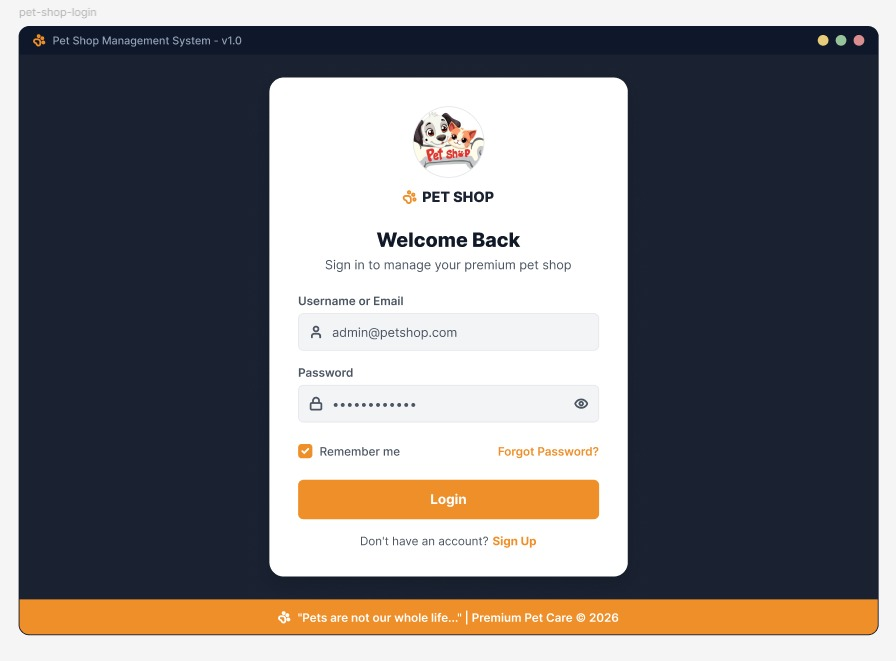 pet-shop-login
Pet Shop Management System - v1.0
Pet Shop
PET SHOP
Welcome Back
Sign in to manage your premium pet shop
Username or Email
admin@petshop.com
Password
••••••••••••
Remember me
Forgot Password?
Login
Don't have an account? Sign Up
"Pets are not our whole life..." | Premium Pet Care © 2026